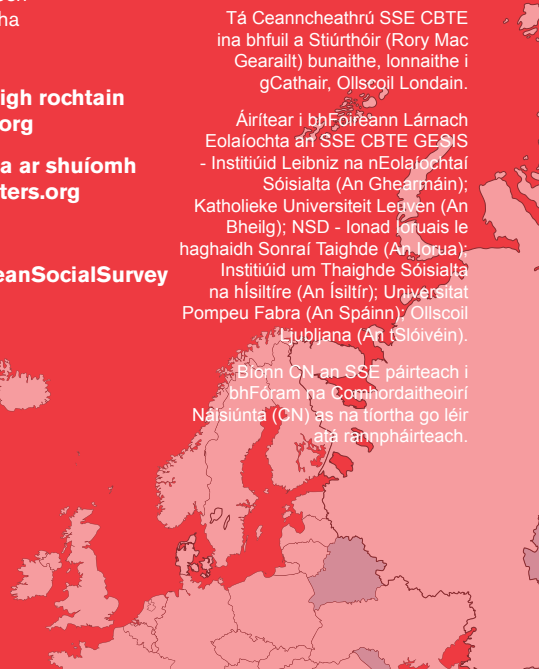 ha
igh rochtain
org
a ar shuíomh
ters.org
eanSocialSurvey
Tá Ceanncheathrú SSE CBTE
ina bhfuil a Stiúrthóir (Rory Mac
Gearailt) bunaithe, lonnaithe i
gCathair, Ollscoil Londain.
Áirítear i bhFoireann Lárnach
Eolaíochta an SSE CBTE GESIS
- Institiúid Leibniz na nEolaíochtaí
Sóisialta (An Ghearmáin);
Katholieke Universiteit Leuven (An
Bheilg); NSD - Ionad Ioruais le
haghaidh Sonraí Taighde (An Iorua);
Institiúid um Thaighde Sóisialta
na hÍsiltíre (An Ísiltír); Universitat
Pompeu Fabra (An Spáinn); Ollscoil
Ljubljana (An tSlóivéin).
Bíonn CN an SSE páirteach i
bhFóram na Comhordaitheoirí
Náisiúnta (CN) as na tíortha go léir
atá rannpháirteach.